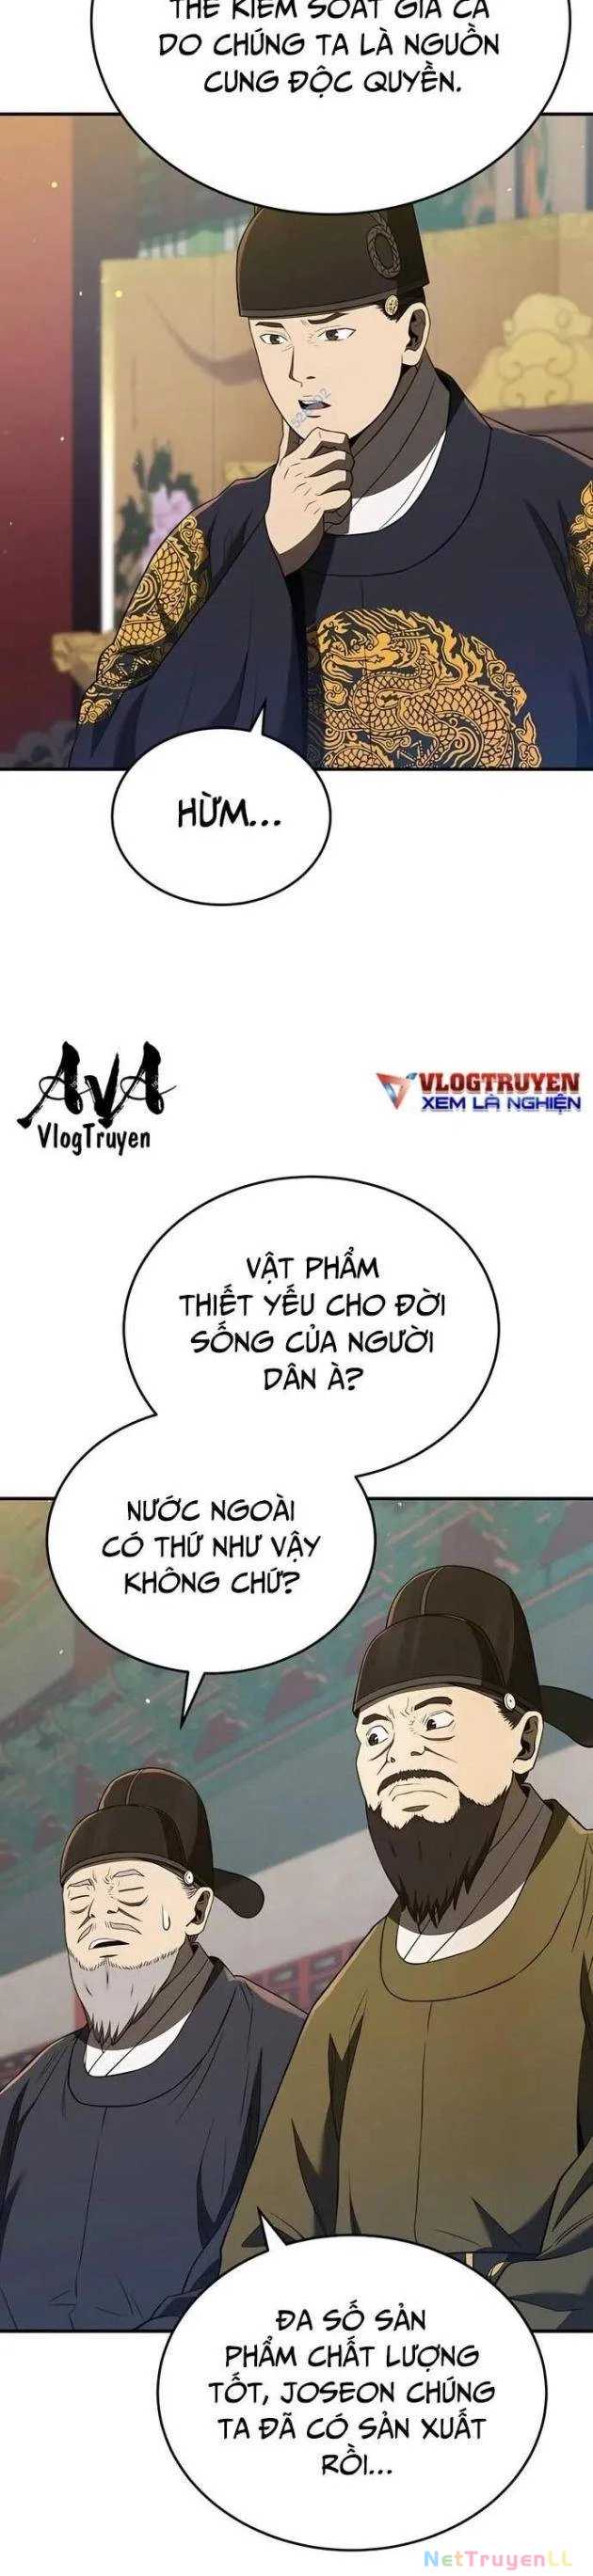 THỂ KIỂM SOÁT GIÁ CẢ
DO CHÚNG TA LÀ NGUỒN
CUNG ĐỘC QUYỀN.
HỪM...
AVA
VlogTruyen
VLOGTRUYEN
XEM LÀ NGHIỆN
VẬT PHẨM
THIẾT YẾU CHO ĐỜI
SỐNG CỦA NGƯỜI
DÂN À?
NƯỚC NGOÀI
CÓ THỨ NHƯ VẬY
KHÔNG CHỨ?
ĐA SỐ SẢN
PHẨM CHẤT LƯỢNG
TỐT, JOSEON CHÚNG
TA ĐÃ CÓ SẢN XUẤT
RỒI...
NetTruyenLL